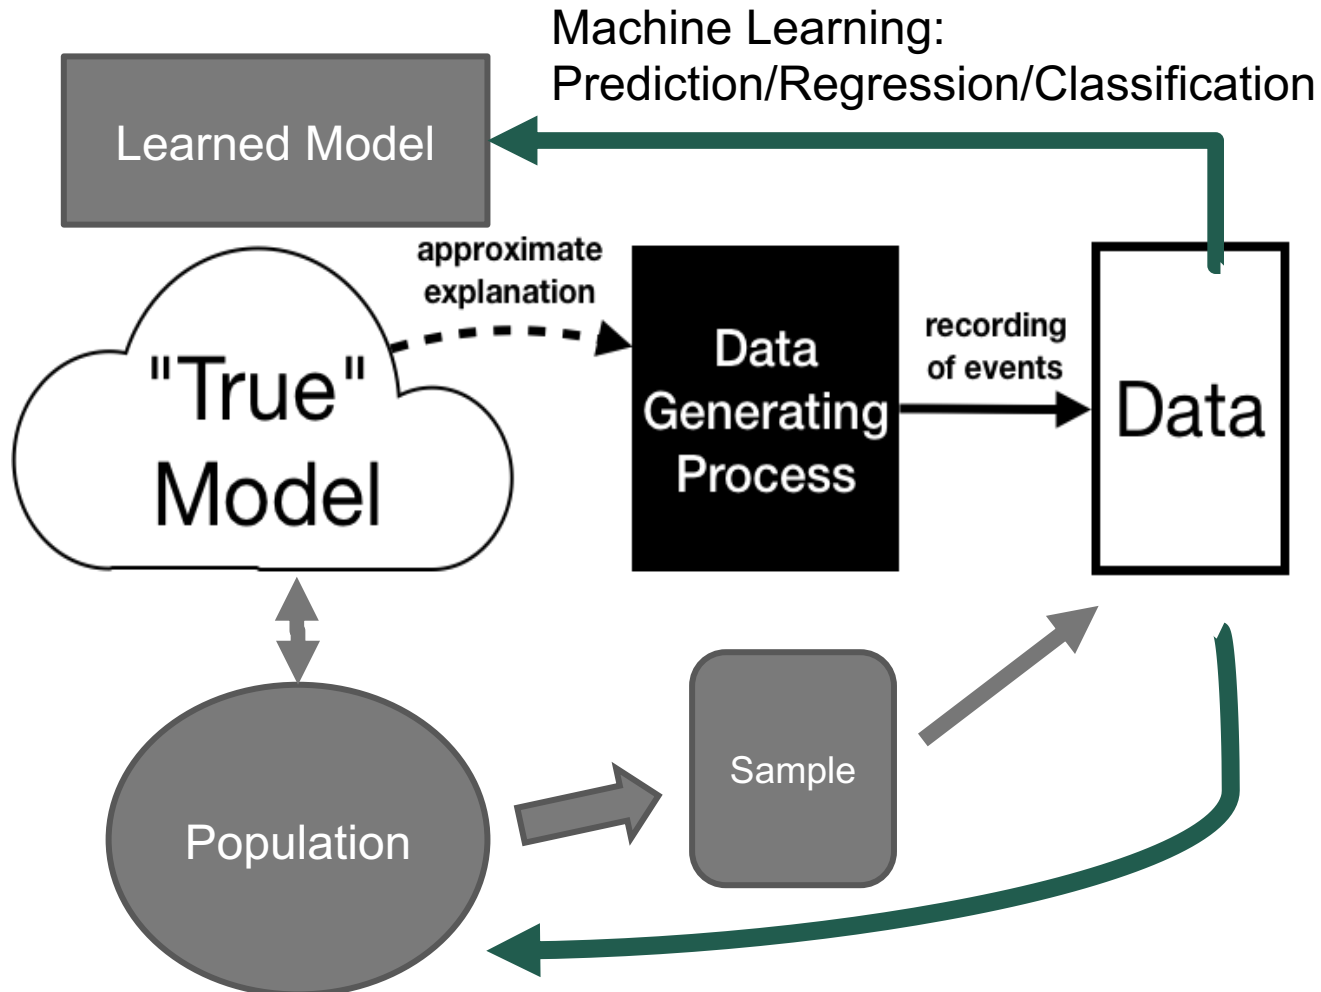 Machine Learning:
Prediction/Regression/Classification
Learned Model
approximate
explanation
"True"
Model
Data
Generating
Process
recording
of events
Data
Sample
Population